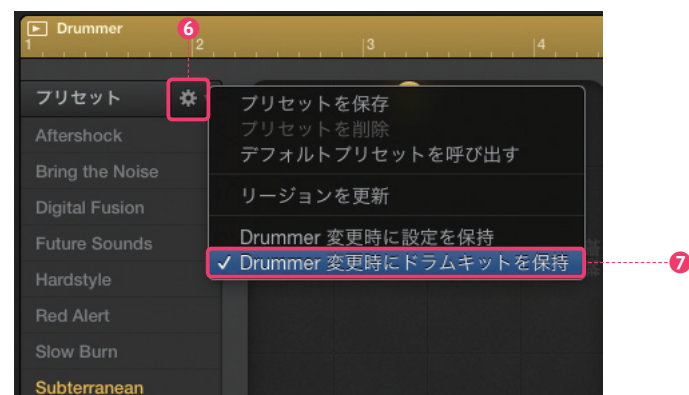 Drummer
6
1 2 3 4
プリセット
Aftershock
Bring the Noise
Digital Fusion
Future Sounds
Hardstyle
Red Alert
Slow Burn
Subterranean
プリセットを保存
プリセットを削除
デフォルトプリセットを呼び出す
リージョンを更新
Drummer 変更時に設定を保持
✓ Drummer 変更時にドラムキットを保持
7